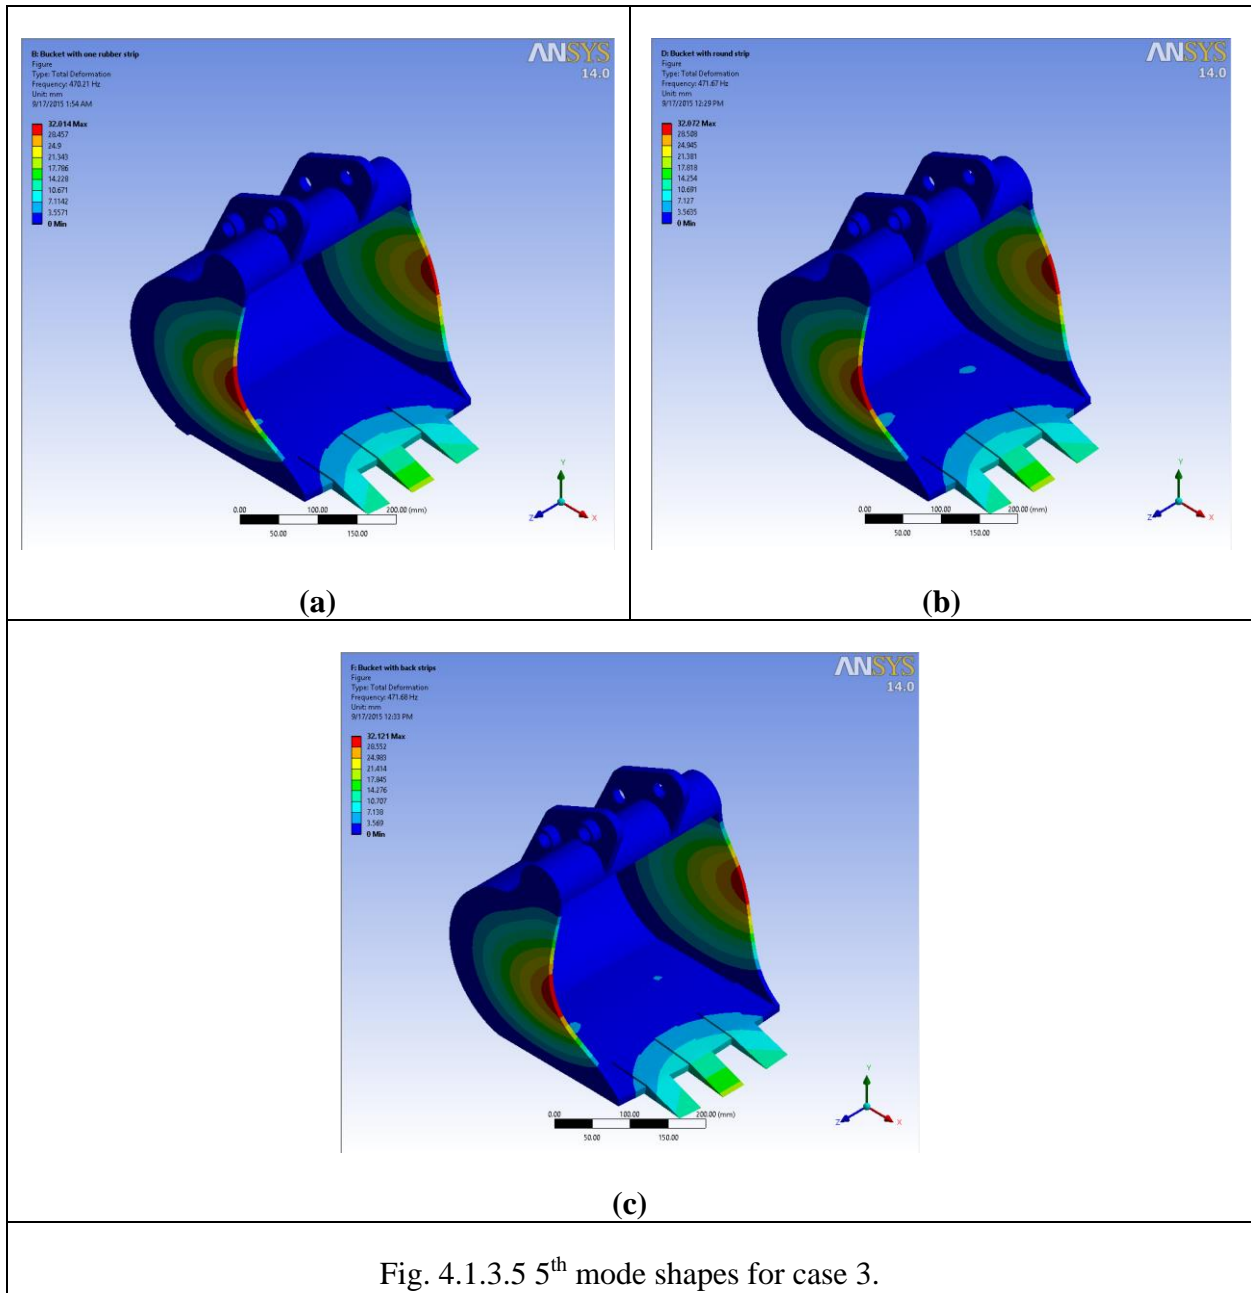 B: Bucket with one rubber strip
Figure
Type: Total Deformation
Frequency: 470.21 Hz
Unit: mm
9/17/2015 1:54 AM
ANSYS
14.0
32.014 Max
28.457
24.9
21.343
17.786
14.228
10.671
7.1142
3.5571
0 Min
0.00 100.00 200.00 (mm)
50.00 150.00
Y
Z X
(a)
D: Bucket with round strip
Figure
Type: Total Deformation
Frequency: 471.67 Hz
Unit: mm
9/17/2015 12:29 PM
ANSYS
14.0
32.072 Max
28.508
24.945
21.381
17.818
14.254
10.691
7.127
3.5635
0 Min
0.00 100.00 200.00 (mm)
50.00 150.00
Y
Z X
(b)
F: Bucket with back strips
Figure
Type: Total Deformation
Frequency: 471.68 Hz
Unit: mm
9/17/2015 12:33 PM
ANSYS
14.0
32.121 Max
28.552
24.983
21.414
17.845
14.276
10.707
7.138
3.569
0 Min
0.00 100.00 200.00 (mm)
50.00 150.00
Y
Z X
(c)
Fig. 4.1.3.5 5th mode shapes for case 3.